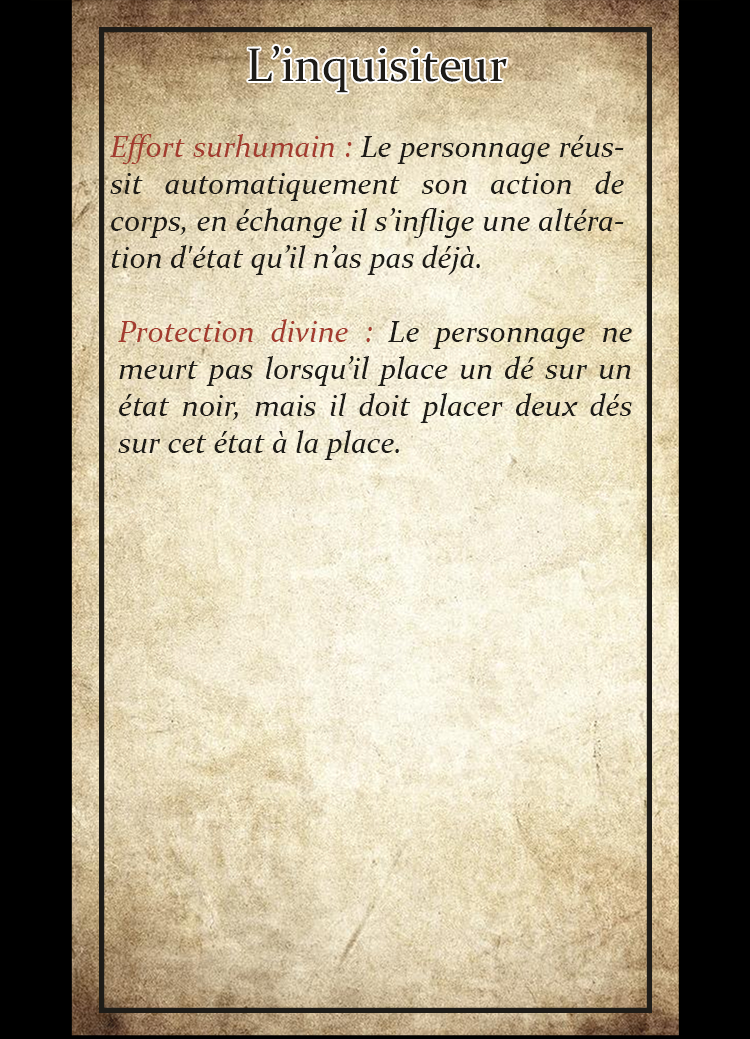 L’inquisiteur
Effort surhumain : Le personnage réus-
sit automatiquement son action de
corps, en échange il s’inflige une altéra-
tion d'état qu’il n’as pas déjà.
Protection divine : Le personnage ne
meurt pas lorsqu’il place un dé sur un
état noir, mais il doit placer deux dés
sur cet état à la place.